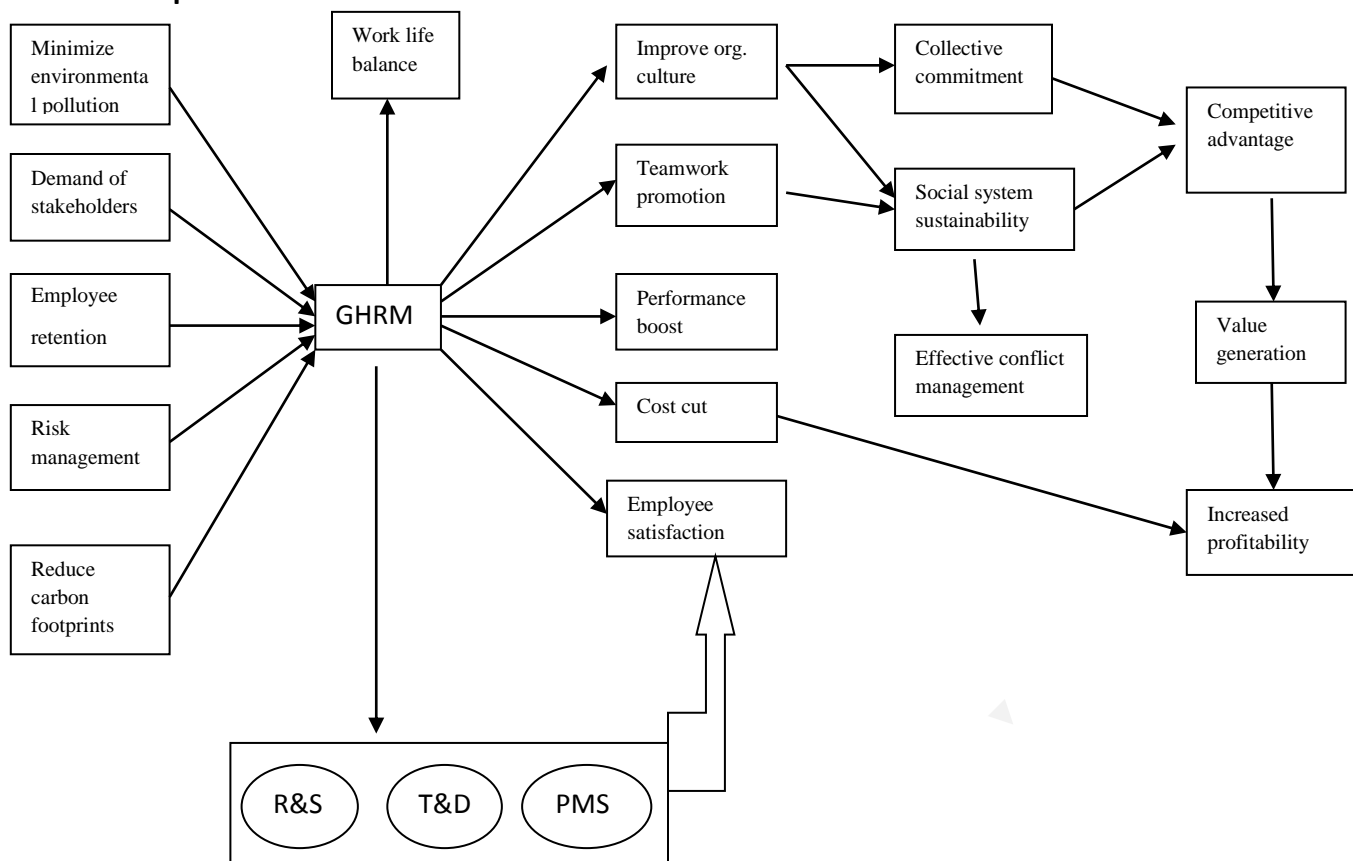 Minimize
environmenta
l pollution
Demand of
stakeholders
Employee
retention
Risk
management
Reduce
carbon
footprints
Work life
balance
GHRM
Improve org.
culture
Teamwork
promotion
Performance
boost
Cost cut
Employee
satisfaction
Collective
commitment
Social system
sustainability
Effective conflict
management
Competitive
advantage
Value
generation
Increased
profitability
R&S
T&D
PMS